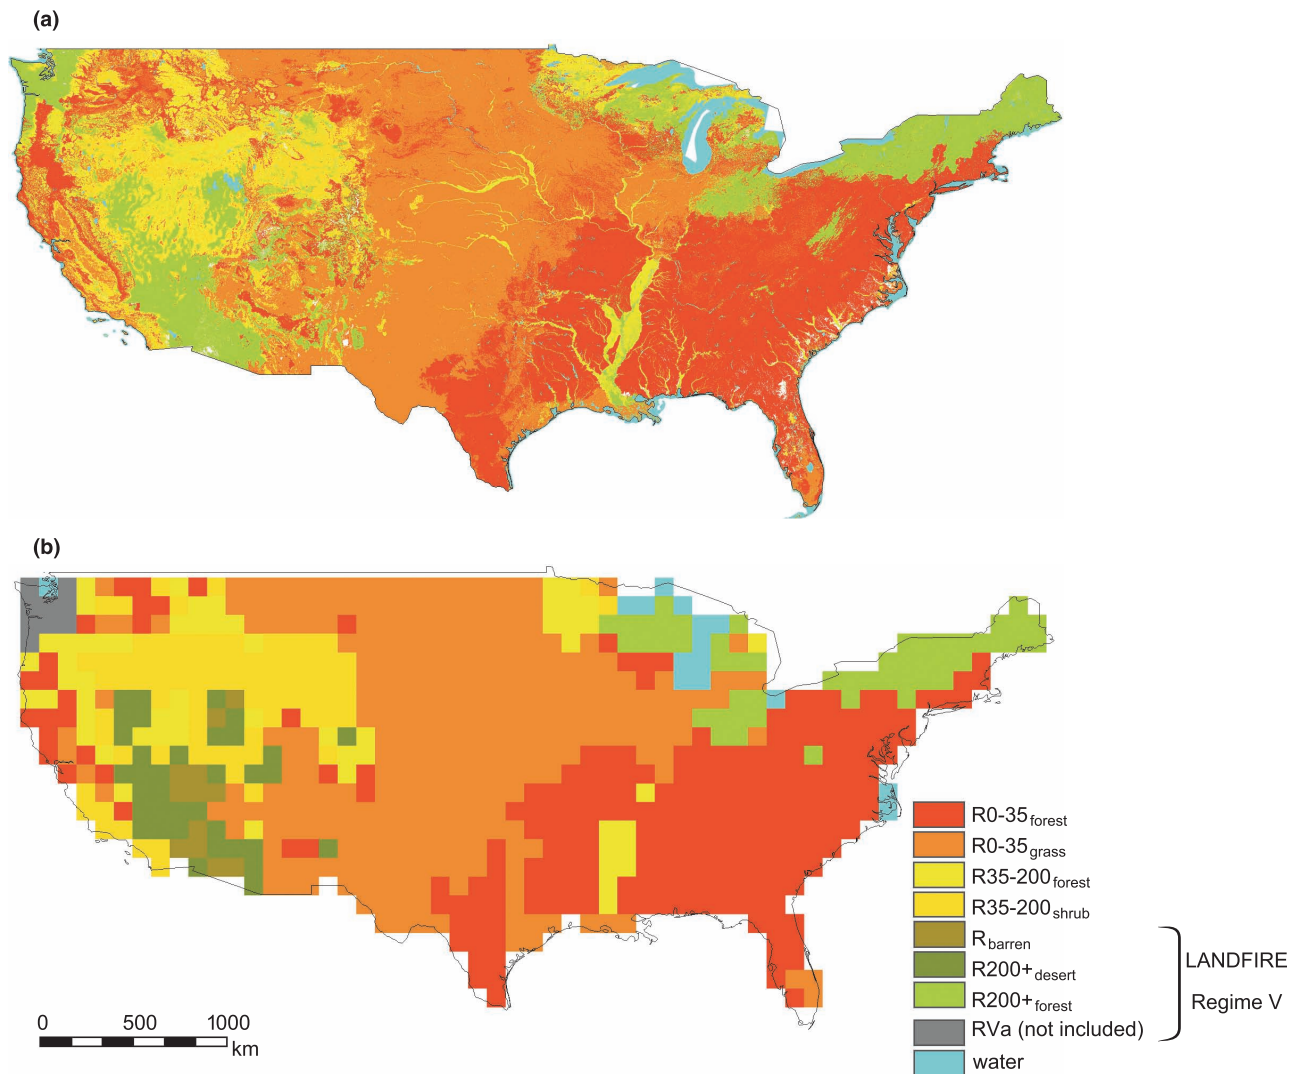 (a)
(b)
R0-35forest
R0-35grass
R35-200forest
R35-200shrub
Rbarren
R200+desert
LANDFIRE
R200+forest
Regime V
RVa (not included)
water
0 500 1000
km